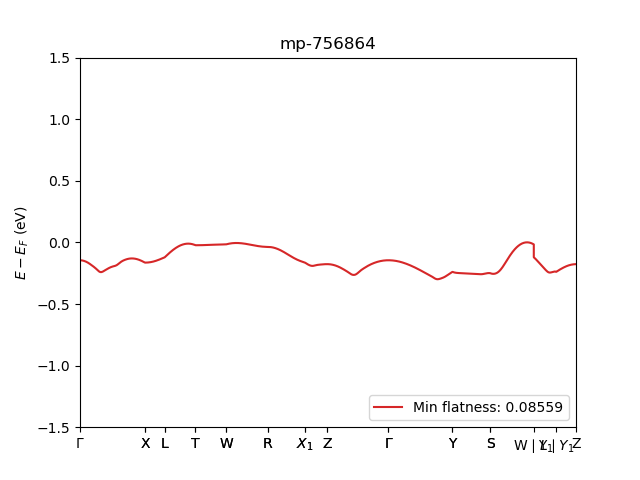 mp-756864
1.5
1.0
0.5
0.0
−0.5
−1.0
−1.5
E − E_F (eV)
Min flatness: 0.08559
Γ X L T W R X₁ Z Γ Y S W | Y₁ Z